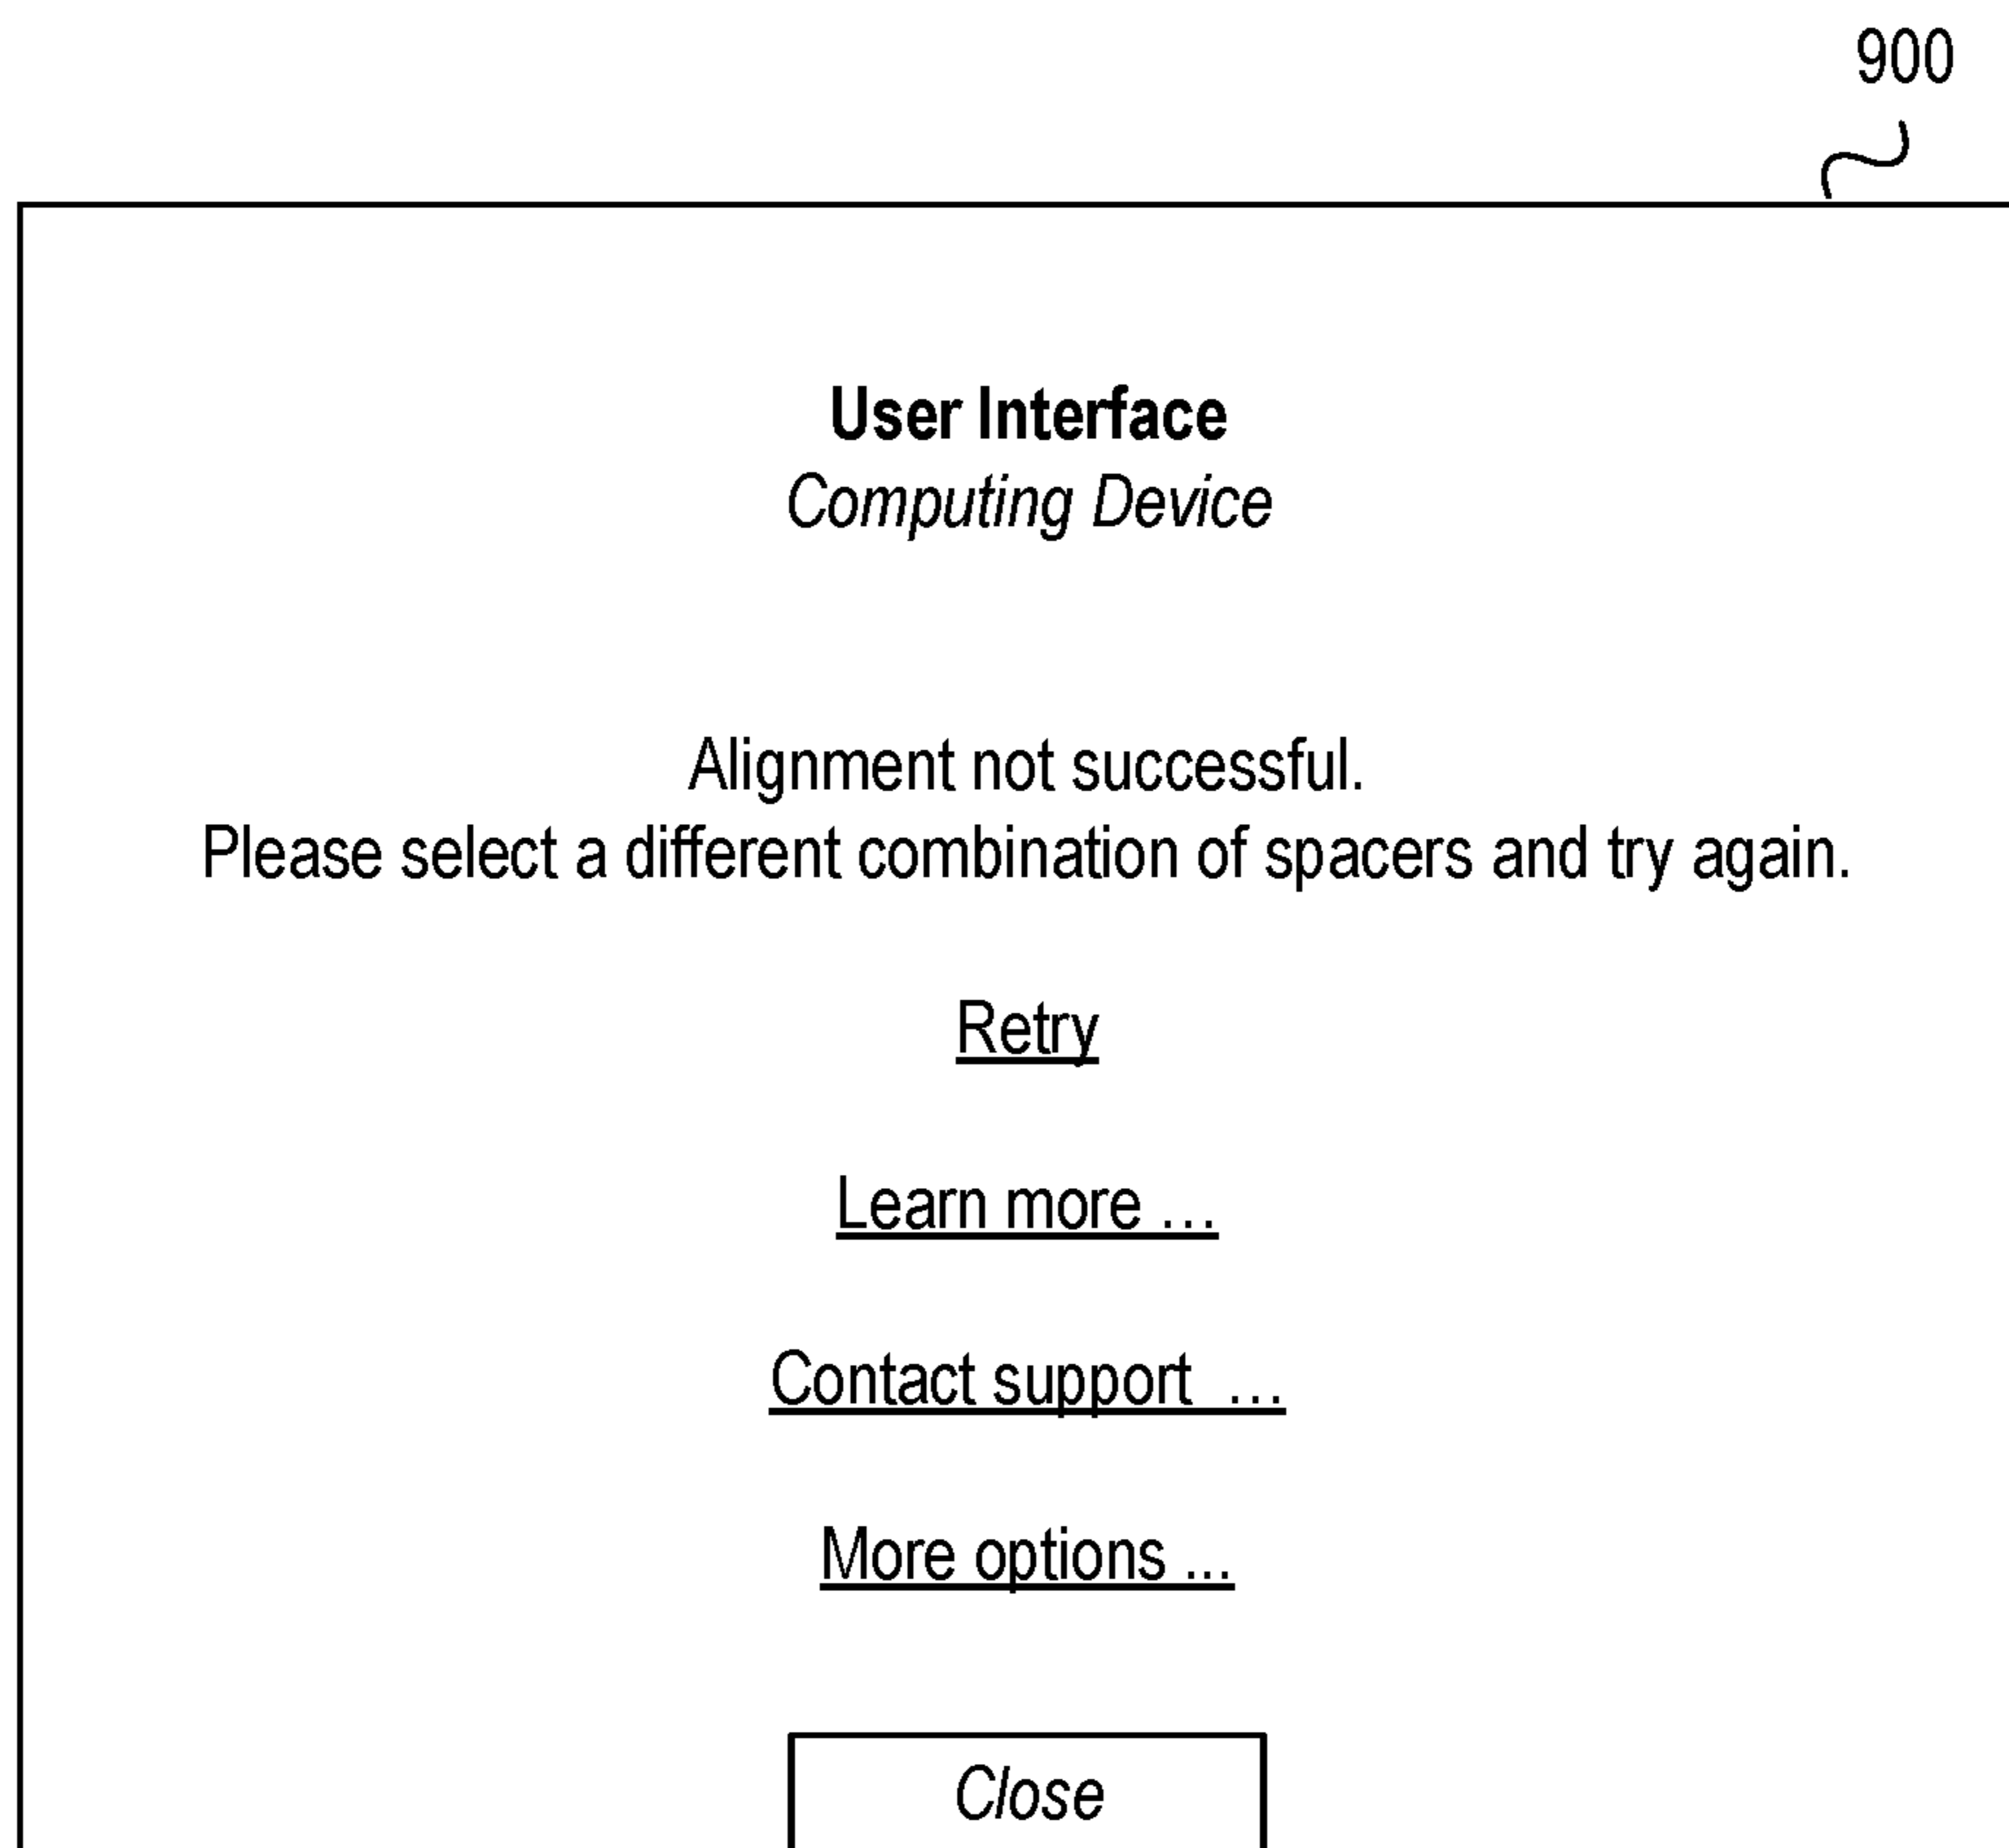 900
User Interface
Computing Device
Alignment not successful.
Please select a different combination of spacers and try again.
Retry
Learn more ...
Contact support  ...
More options ...
Close